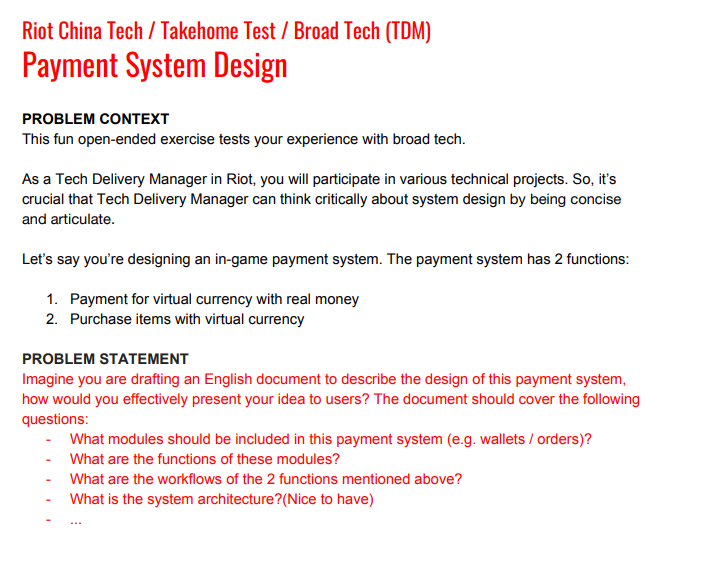 Riot China Tech / Takehome Test / Broad Tech (TDM)
Payment System Design
PROBLEM CONTEXT
This fun open-ended exercise tests your experience with broad tech.
As a Tech Delivery Manager in Riot, you will participate in various technical projects. So, it's
crucial that Tech Delivery Manager can think critically about system design by being concise
and articulate.
Let's say you're designing an in-game payment system. The payment system has 2 functions:
1. Payment for virtual currency with real money
2. Purchase items with virtual currency
PROBLEM STATEMENT
Imagine you are drafting an English document to describe the design of this payment system,
how would you effectively present your idea to users? The document should cover the following
questions:
- What modules should be included in this payment system (e.g. wallets / orders)?
- What are the functions of these modules?
- What are the workflows of the 2 functions mentioned above?
- What is the system architecture?(Nice to have)
- ...